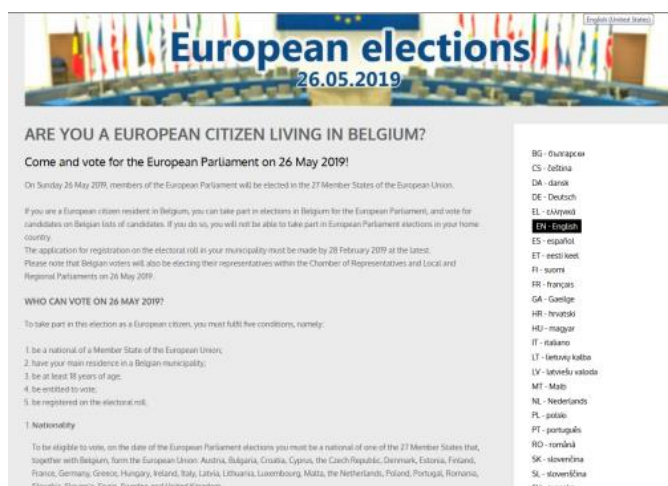 English (United States)
European elections
26.05.2019
ARE YOU A EUROPEAN CITIZEN LIVING IN BELGIUM?
Come and vote for the European Parliament on 26 May 2019!
On Sunday 26 May 2019, members of the European Parliament will be elected in the 27 Member States of the European Union.
If you are a European citizen resident in Belgium, you can take part in elections in Belgium for the European Parliament, and vote for
candidates on Belgian lists of candidates. If you do so, you will not be able to take part in European Parliament elections in your home
country.
The application for registration on the electoral roll in your municipality must be made by 28 February 2019 at the latest.
Please note that Belgian voters will also be electing their representatives within the Chamber of Representatives and Local and
Regional Parliaments on 26 May 2019.
WHO CAN VOTE ON 26 MAY 2019?
To take part in this election as a European citizen, you must fulfil five conditions, namely:
1. be a national of a Member State of the European Union;
2. have your main residence in a Belgian municipality;
3. be at least 18 years of age;
4. be entitled to vote;
5. be registered on the electoral roll.
1. Nationality
To be eligible to vote, on the date of the European Parliament elections you must be a national of one of the 27 Member States that,
together with Belgium, form the European Union: Austria, Bulgaria, Croatia, Cyprus, the Czech Republic, Denmark, Estonia, Finland,
France, Germany, Greece, Hungary, Ireland, Italy, Latvia, Lithuania, Luxembourg, Malta, the Netherlands, Poland, Portugal, Romania,
BG - български
CS - čeština
DA - dansk
DE - Deutsch
EL - ελληνικά
EN - English
ES - español
ET - eesti keel
FI - suomi
FR - français
GA - Gaeilge
HR - hrvatski
HU - magyar
IT - italiano
LT - lietuvių kalba
LV - latviešu valoda
MT - Malti
NL - Nederlands
PL - polski
PT - português
RO - română
SK - slovenčina
SL - slovenščina